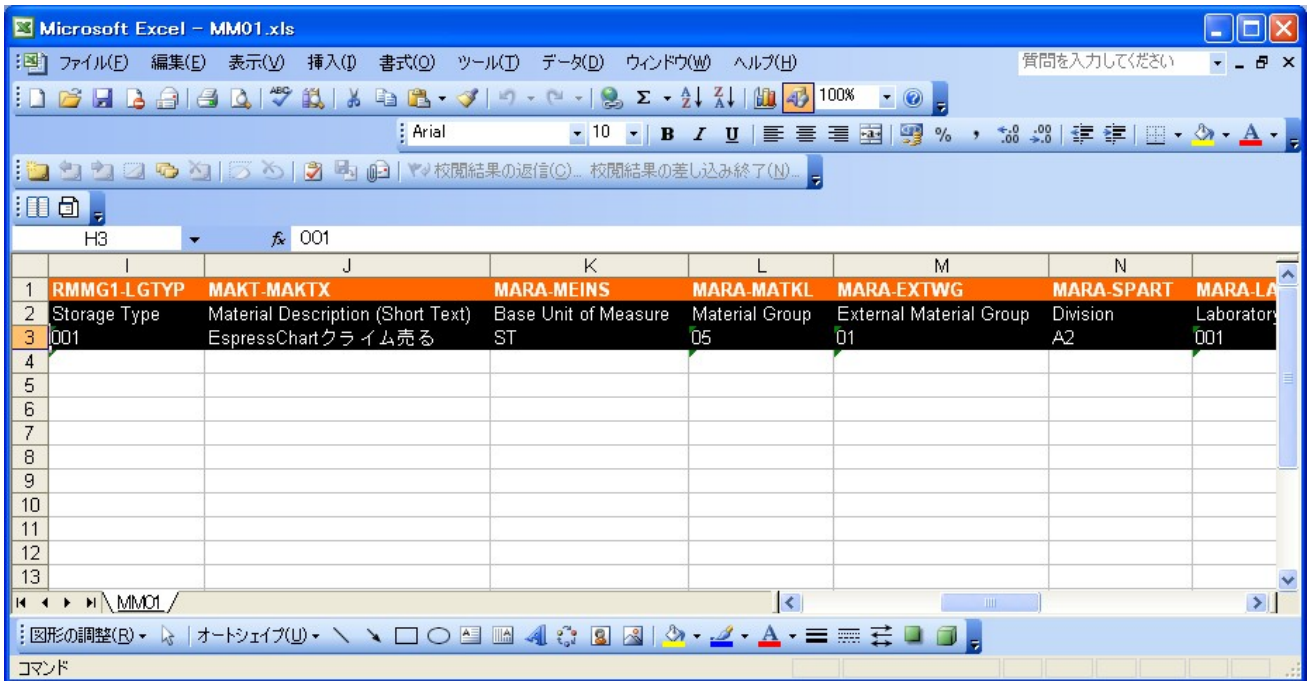 Microsoft Excel - MM01.xls
ファイル(F) 編集(E) 表示(V) 挿入(I) 書式(O) ツール(T) データ(D) ウィンドウ(W) ヘルプ(H) 質問を入力してください
100%
Arial 10 B I U % ,
校閲結果の返信(C)... 校閲結果の差し込み終了(N)...
H3 fx 001
I J K L M N
1 RMMG1-LGTYP MAKT-MAKTX MARA-MEINS MARA-MATKL MARA-EXTWG MARA-SPART MARA-LA
2 Storage Type Material Description (Short Text) Base Unit of Measure Material Group External Material Group Division Laboratory
3 001 EspressChartクライム売る ST 05 01 A2 001
4
5
6
7
8
9
10
11
12
13
MM01
図形の調整(R) オートシェイプ(U)
コマンド